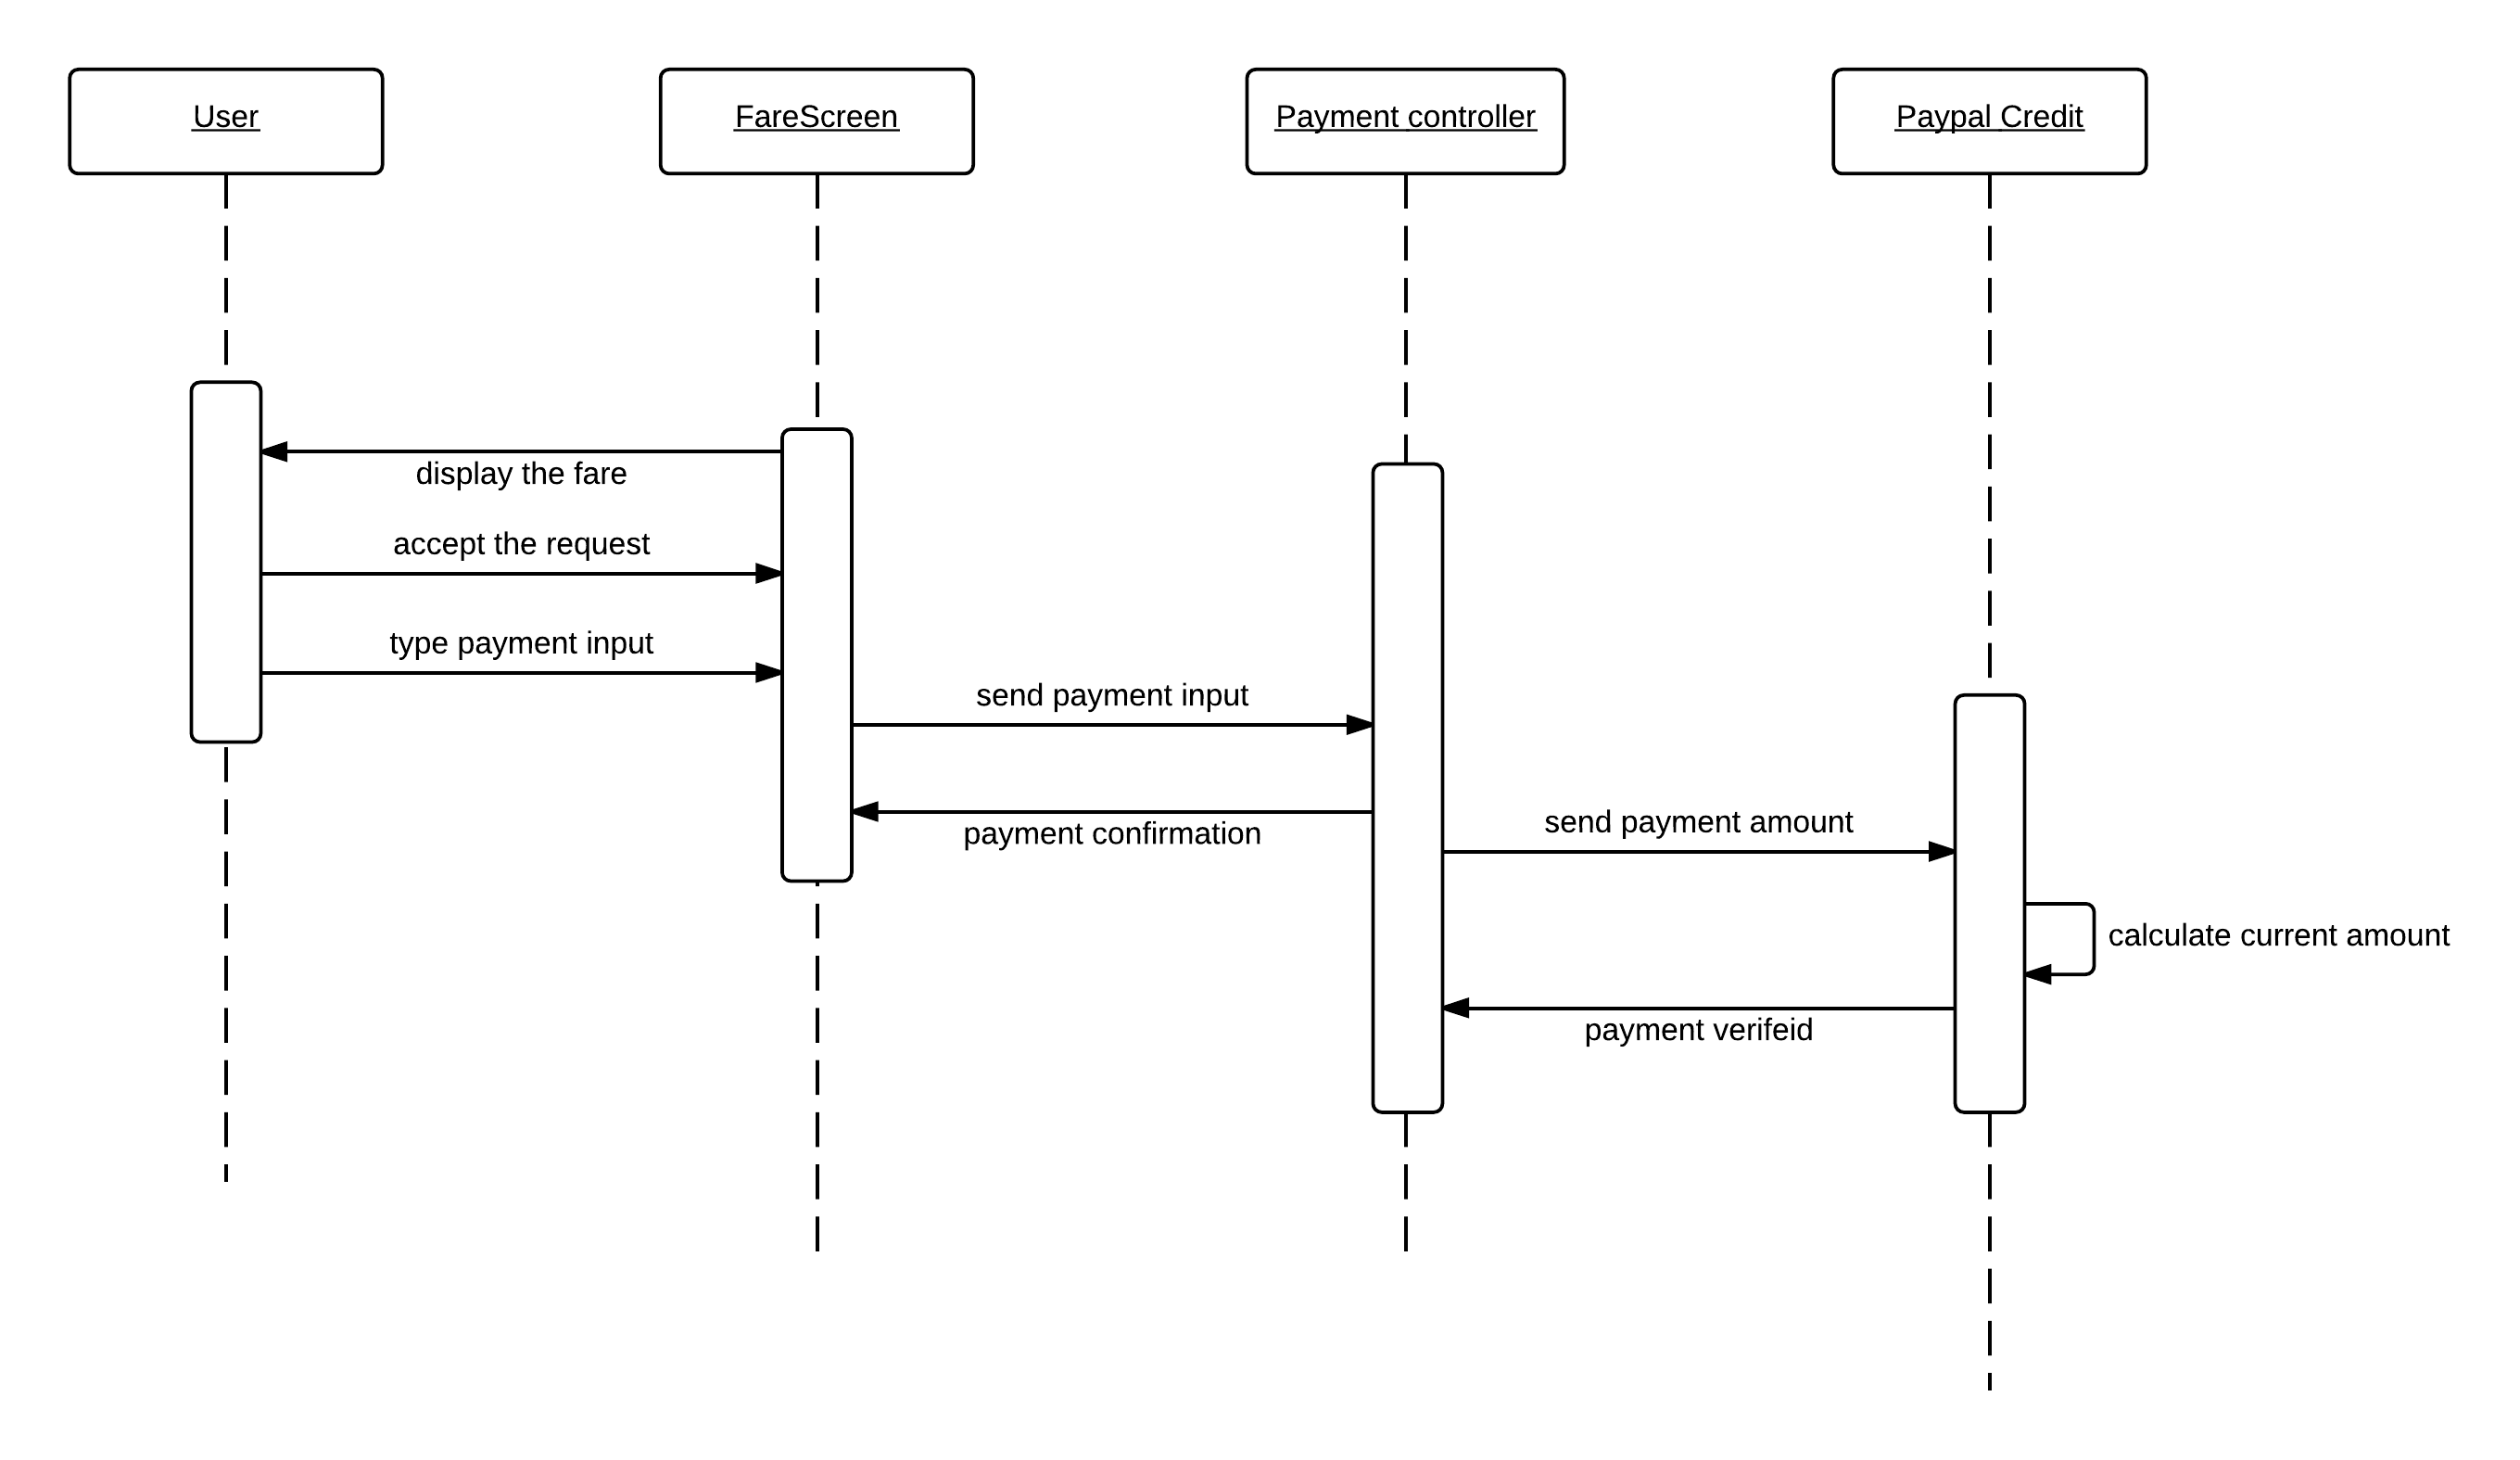 User
FareScreen
Payment controller
Paypal Credit
display the fare
accept the request
type payment input
send payment input
payment confirmation
send payment amount
calculate current amount
payment verifeid